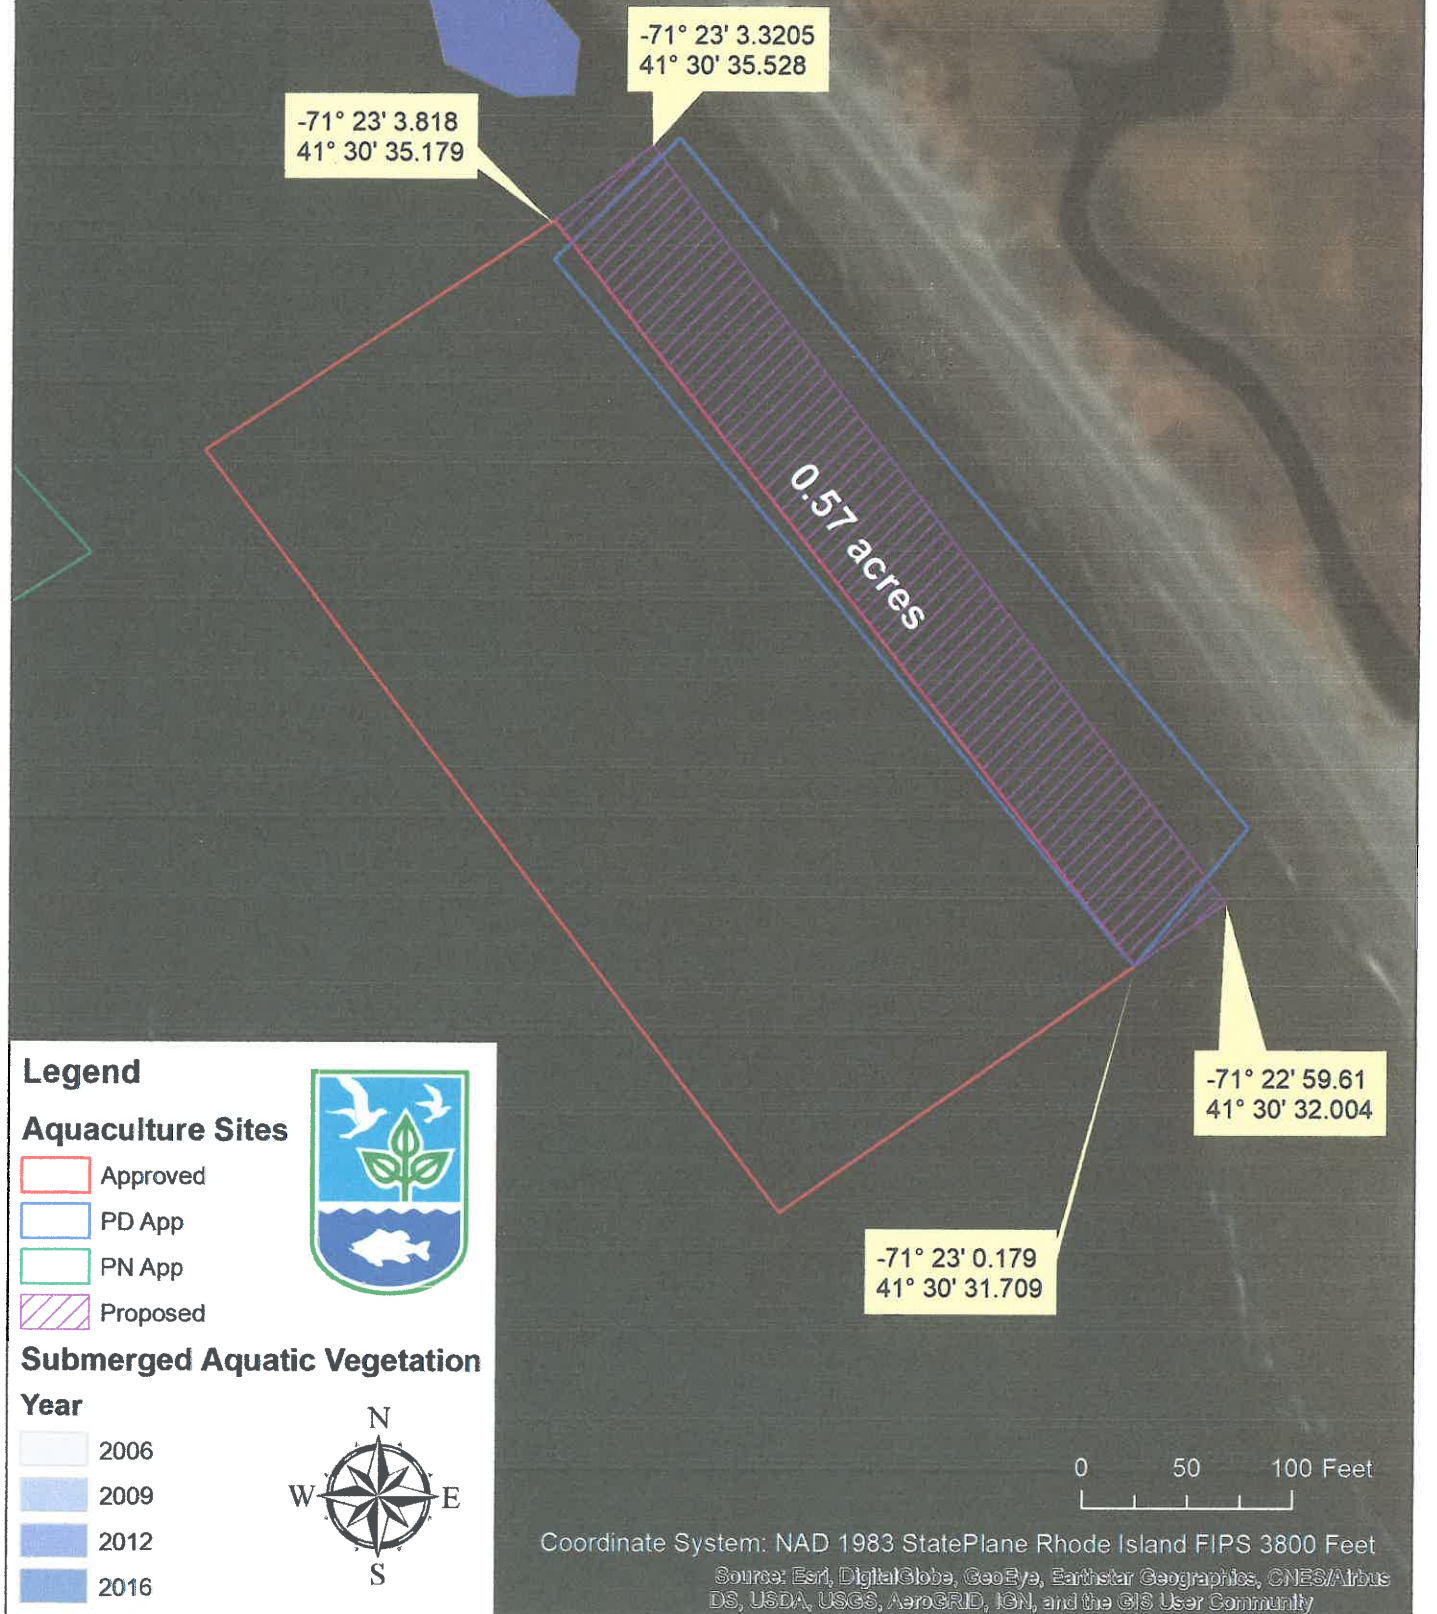 -71° 23' 3.3205
41° 30' 35.528
-71° 23' 3.818
41° 30' 35.179
0.57 acres
-71° 22' 59.61
41° 30' 32.004
-71° 23' 0.179
41° 30' 31.709
Legend
Aquaculture Sites
Approved
PD App
PN App
Proposed
Submerged Aquatic Vegetation
Year
2006
2009
2012
2016
N
W
E
S
0 50 100 Feet
Coordinate System: NAD 1983 StatePlane Rhode Island FIPS 3800 Feet
Source: Esri, DigitalGlobe, GeoEye, Earthstar Geographics, CNES/Airbus
DS, USDA, USGS, AeroGRID, IGN, and the GIS User Community